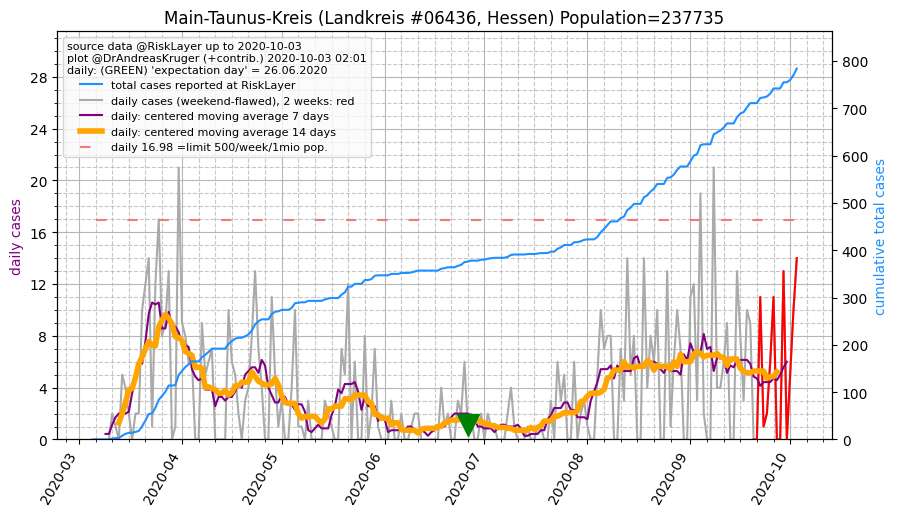 Main-Taunus-Kreis (Landkreis #06436, Hessen) Population=237735
source data @RiskLayer up to 2020-10-03
plot @DrAndreasKruger (+contrib.) 2020-10-03 02:01
daily: (GREEN) 'expectation day' = 26.06.2020
total cases reported at RiskLayer
daily cases (weekend-flawed), 2 weeks: red
daily: centered moving average 7 days
daily: centered moving average 14 days
daily 16.98 =limit 500/week/1mio pop.
daily cases
28
24
20
16
12
8
4
0
cumulative total cases
800
700
600
500
400
300
200
100
0
2020-03
2020-04
2020-05
2020-06
2020-07
2020-08
2020-09
2020-10